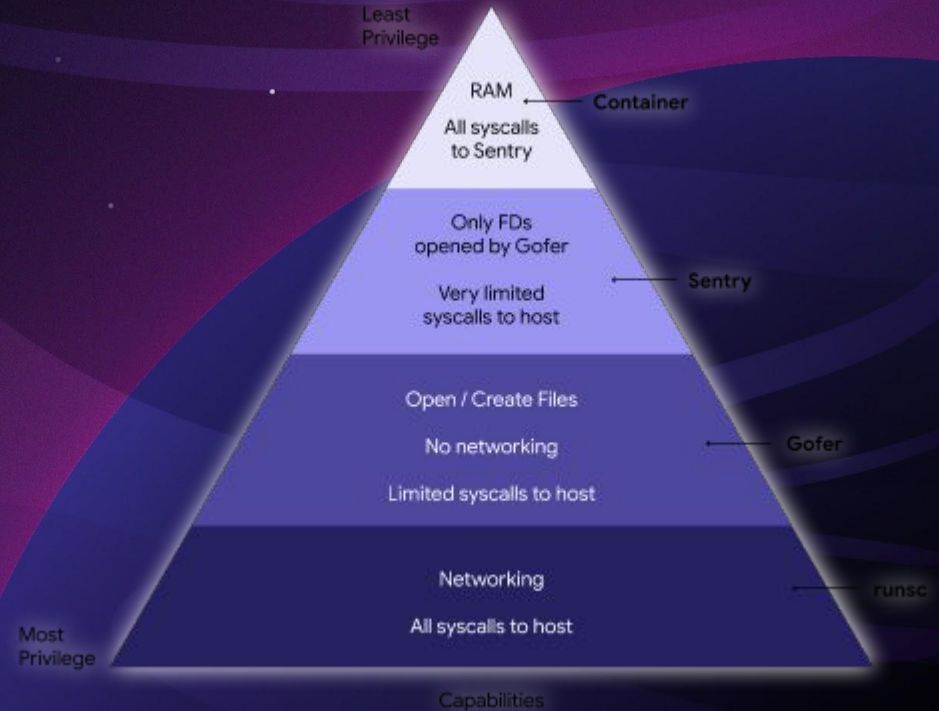 Least
Privilege
RAM
Container
All syscalls
to Sentry
Only FDs
opened by Gofer
Sentry
Very limited
syscalls to host
Open / Create Files
Gofer
No networking
Limited syscalls to host
Networking
runsc
All syscalls to host
Most
Privilege
Capabilities